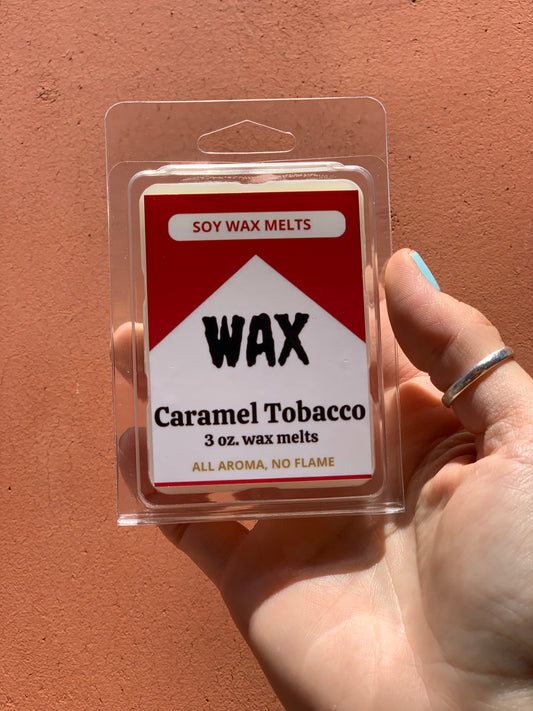 SOY WAX MELTS
WAX
Caramel Tobacco
3 oz. wax melts
ALL AROMA, NO FLAME